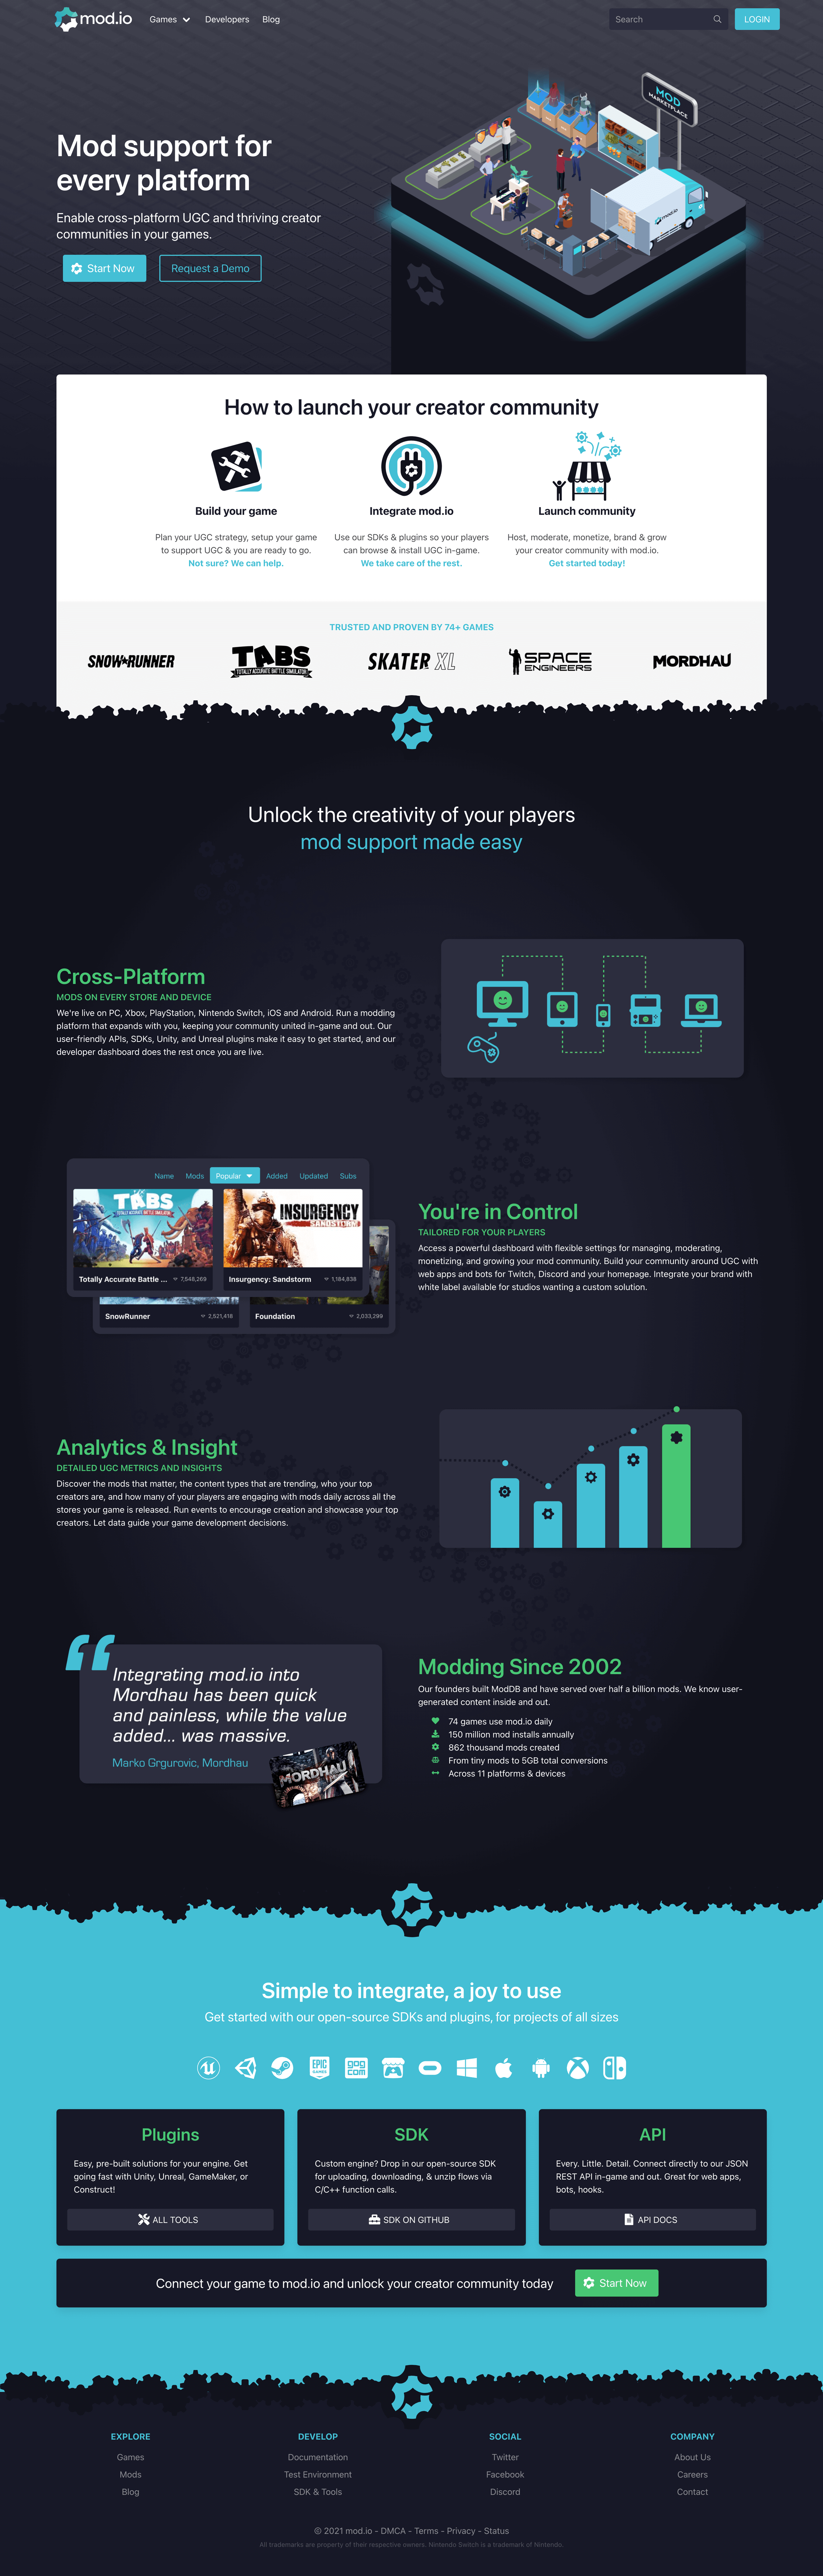 mod.io
Games
Developers
Blog
Search
LOGIN
MOD
MARKETPLACE
mod.io
Mod support for
every platform
Enable cross-platform UGC and thriving creator
communities in your games.
Start Now
Request a Demo
How to launch your creator community
Build your game
Plan your UGC strategy, setup your game
to support UGC & you are ready to go.
Not sure? We can help.
Integrate mod.io
Use our SDKs & plugins so your players
can browse & install UGC in-game.
We take care of the rest.
Launch community
Host, moderate, monetize, brand & grow
your creator community with mod.io.
Get started today!
TRUSTED AND PROVEN BY 74+ GAMES
SNOWRUNNER
TABS
TOTALLY ACCURATE BATTLE SIMULATOR
SKATER XL
SPACE
ENGINEERS
MORDHAU
Unlock the creativity of your players
mod support made easy
Cross-Platform
MODS ON EVERY STORE AND DEVICE
We're live on PC, Xbox, PlayStation, Nintendo Switch, iOS and Android. Run a modding
platform that expands with you, keeping your community united in-game and out. Our
user-friendly APIs, SDKs, Unity, and Unreal plugins make it easy to get started, and our
developer dashboard does the rest once you are live.
Name
Mods
Popular
Added
Updated
Subs
TABS
TOTALLY ACCURATE BATTLE SIMULATOR
INSURGENCY
SANDSTORM
Totally Accurate Battle ...
7,548,269
Insurgency: Sandstorm
1,184,838
SnowRunner
2,521,418
Foundation
2,033,299
You're in Control
TAILORED FOR YOUR PLAYERS
Access a powerful dashboard with flexible settings for managing, moderating,
monetizing, and growing your mod community. Build your community around UGC with
web apps and bots for Twitch, Discord and your homepage. Integrate your brand with
white label available for studios wanting a custom solution.
Analytics & Insight
DETAILED UGC METRICS AND INSIGHTS
Discover the mods that matter, the content types that are trending, who your top
creators are, and how many of your players are engaging with mods daily across all the
stores your game is released. Run events to encourage creation and showcase your top
creators. Let data guide your game development decisions.
“
Integrating mod.io into
Mordhau has been quick
and painless, while the value
added... was massive.
Marko Grgurovic, Mordhau
MORDHAU
Modding Since 2002
Our founders built ModDB and have served over half a billion mods. We know user-
generated content inside and out.
74 games use mod.io daily
150 million mod installs annually
862 thousand mods created
From tiny mods to 5GB total conversions
Across 11 platforms & devices
Simple to integrate, a joy to use
Get started with our open-source SDKs and plugins, for projects of all sizes
EPIC
GAMES
GOG
COM
Plugins
Easy, pre-built solutions for your engine. Get
going fast with Unity, Unreal, GameMaker, or
Construct!
ALL TOOLS
SDK
Custom engine? Drop in our open-source SDK
for uploading, downloading, & unzip flows via
C/C++ function calls.
SDK ON GITHUB
API
Every. Little. Detail. Connect directly to our JSON
REST API in-game and out. Great for web apps,
bots, hooks.
API DOCS
Connect your game to mod.io and unlock your creator community today
Start Now
EXPLORE
Games
Mods
Blog
DEVELOP
Documentation
Test Environment
SDK & Tools
SOCIAL
Twitter
Facebook
Discord
COMPANY
About Us
Careers
Contact
© 2021 mod.io - DMCA - Terms - Privacy - Status
All trademarks are property of their respective owners. Nintendo Switch is a trademark of Nintendo.